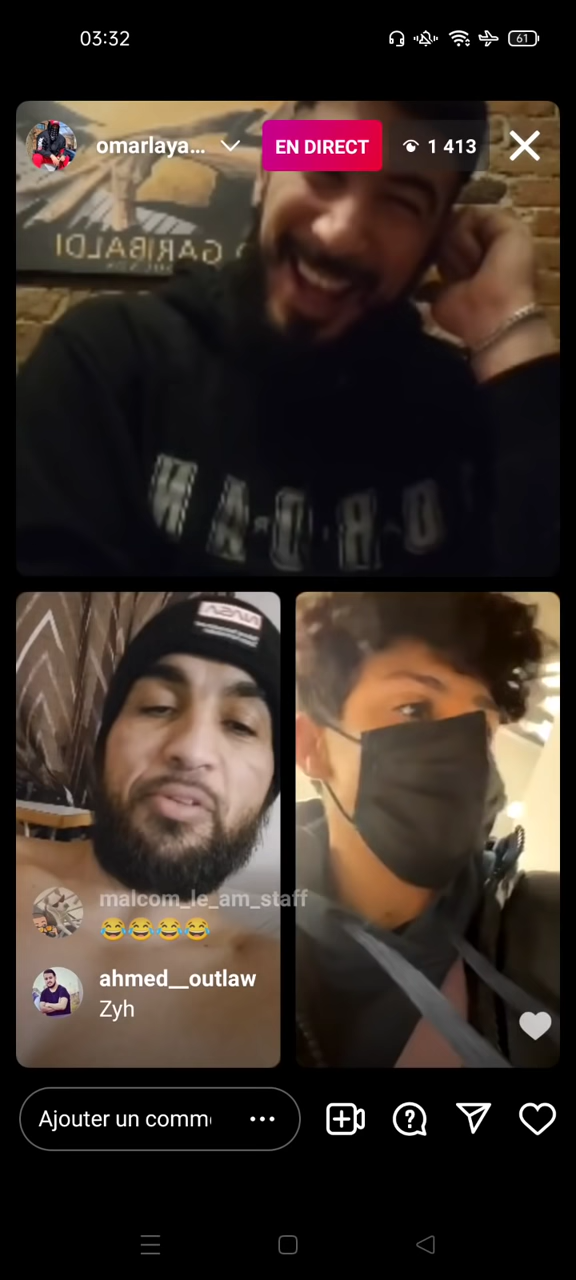 03:32
61
omarlaya...
EN DIRECT
1 413
GARIBALDI
JORDAN
NASA
malcom_le_am_staff
😂😂😂😂
ahmed__outlaw
Zyh
Ajouter un comm